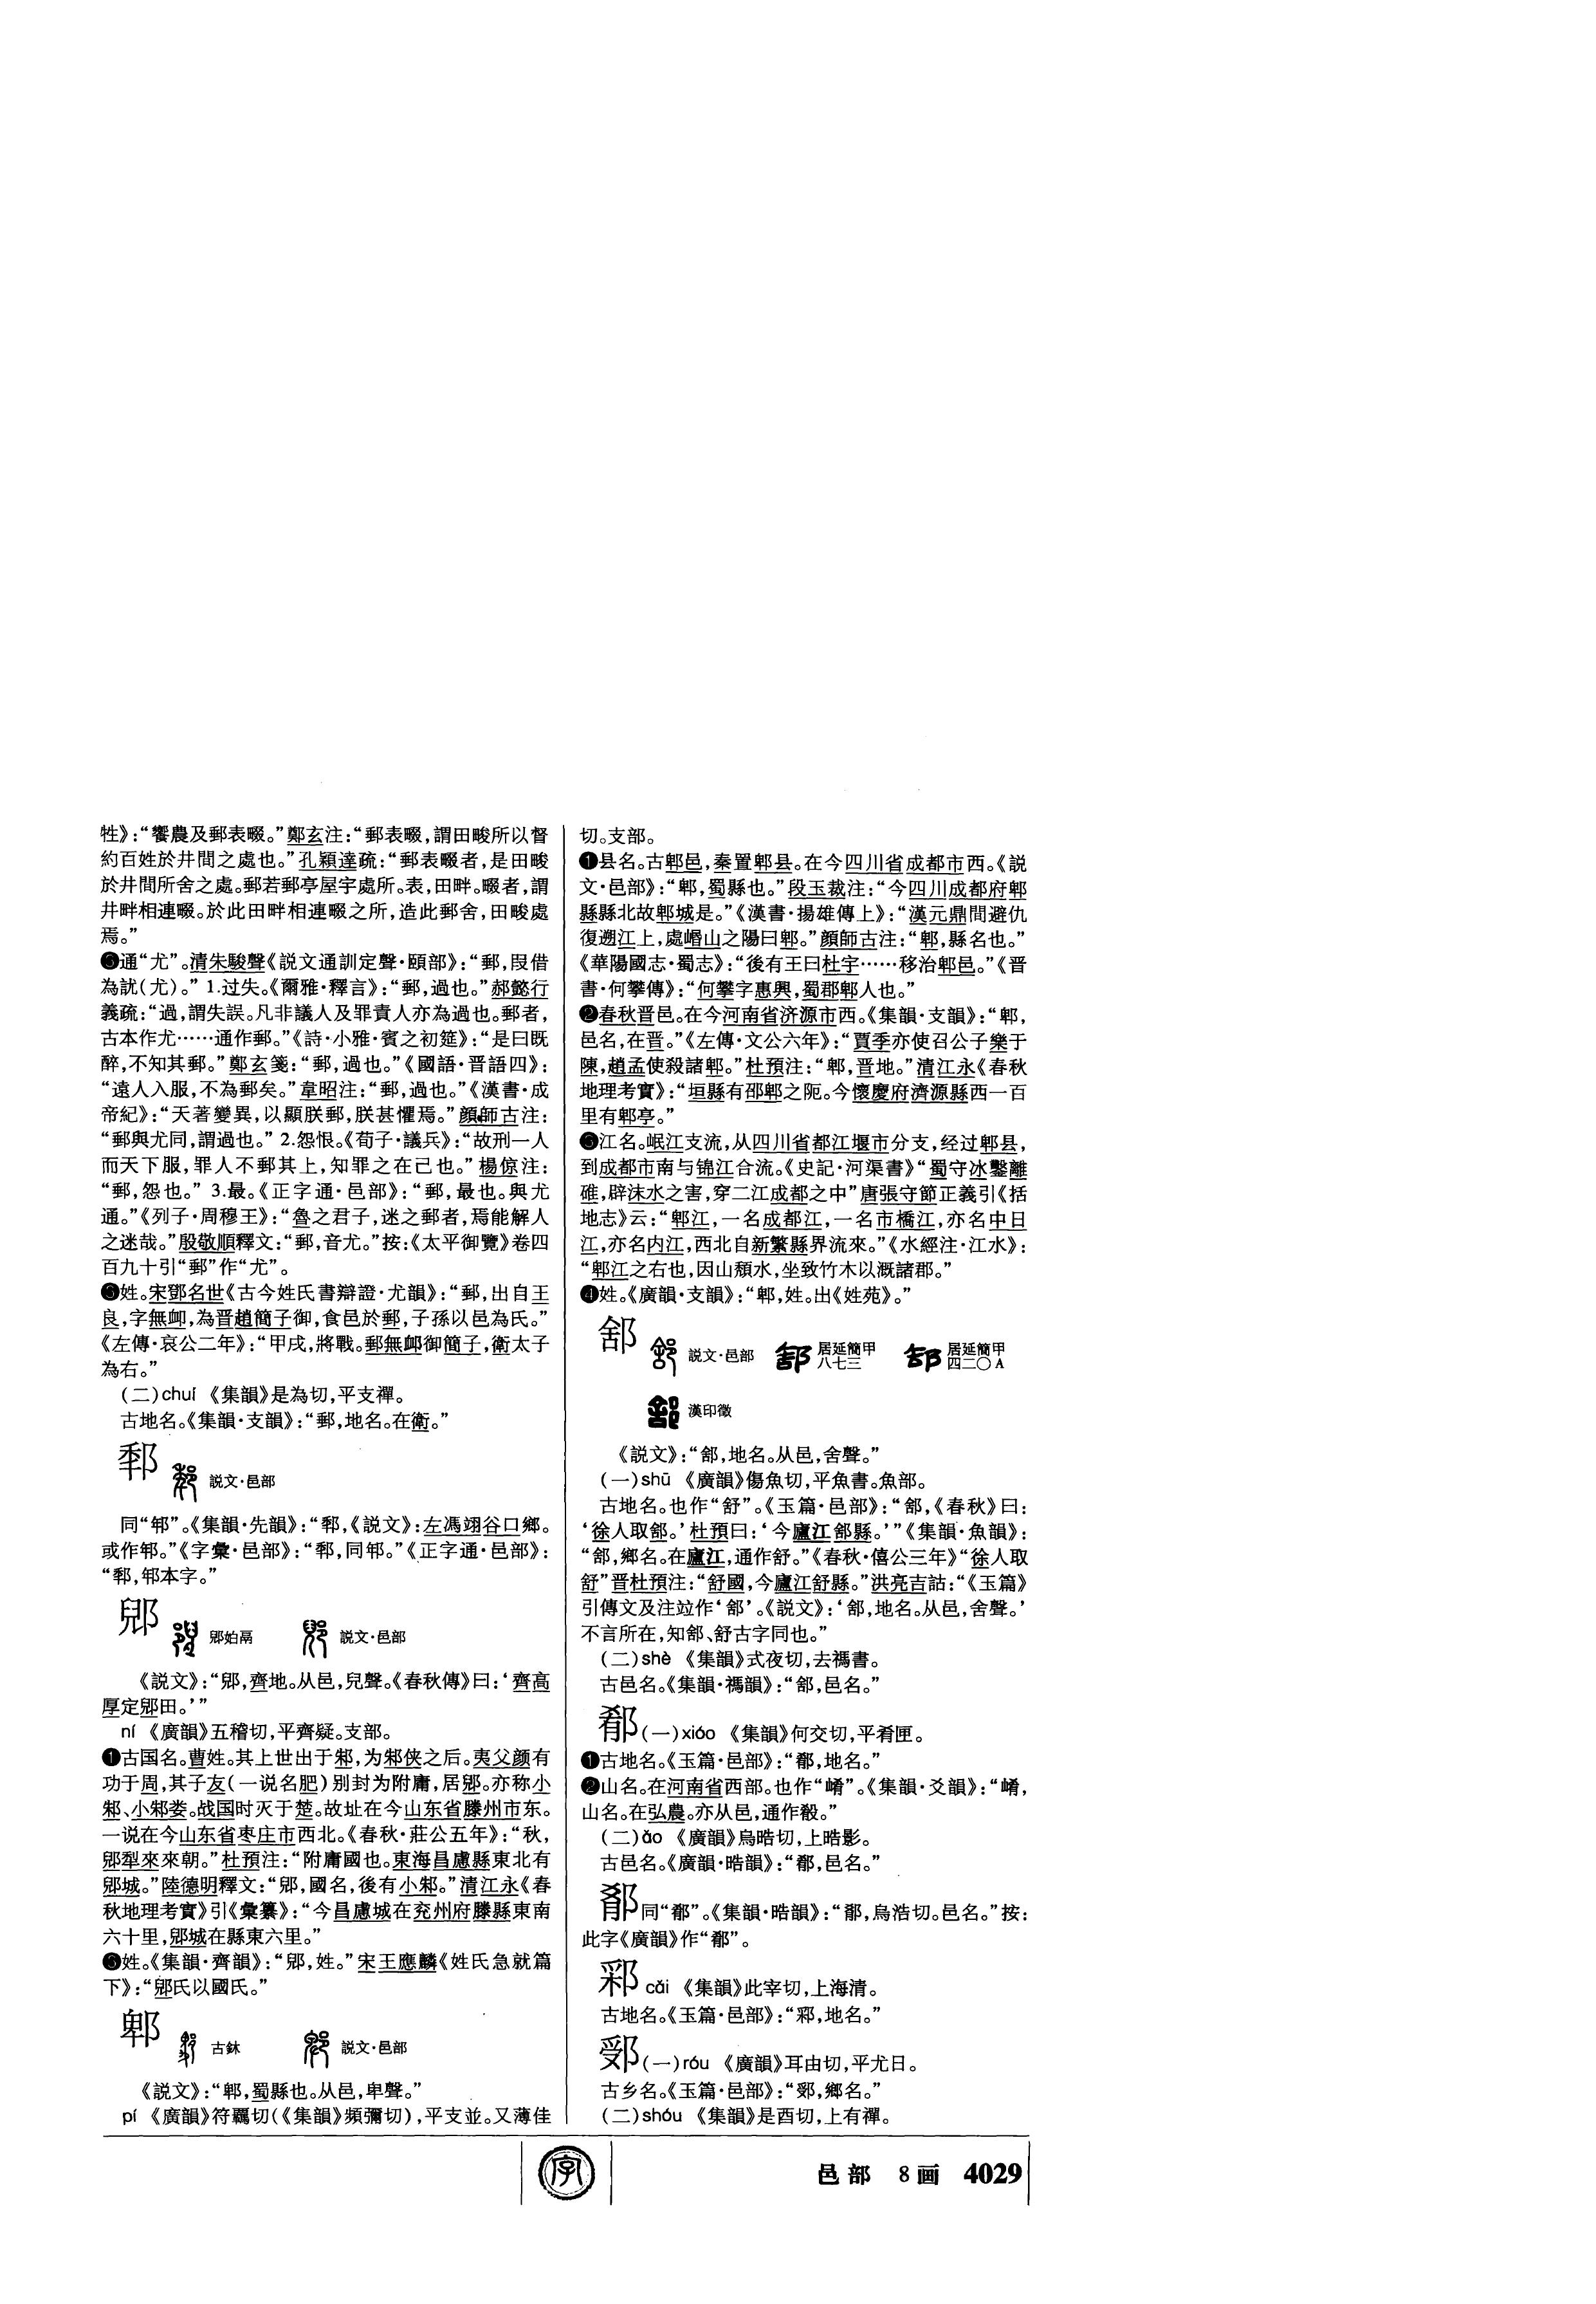 牲》：“饗農及郵表畷。”鄭玄注：“郵表畷，謂田畯所以督
約百姓於井間之處也。”孔穎達疏：“郵表畷者，是田畯
於井間所舍之處。郵若郵亭屋宇處所。表，田畔。畷者，謂
井畔相連畷。於此田畔相連畷之所，造此郵舍，田畯處
焉。”
❺通“尤”。清朱駿聲《説文通訓定聲·頤部》：“郵，叚借
為訧（尤）。”1.过失。《爾雅·釋言》：“郵，過也。”郝懿行
義疏：“過，謂失誤。凡非議人及罪責人亦為過也。郵者，
古本作尤……通作郵。”《詩·小雅·賓之初筵》：“是曰既
醉，不知其郵。”鄭玄箋：“郵，過也。”《國語·晋語四》：
“遠人入服，不為郵矣。”韋昭注：“郵，過也。”《漢書·成
帝紀》：“天著變異，以顯朕郵，朕甚懼焉。”顔師古注：
“郵與尤同，謂過也。”2.怨恨。《荀子·議兵》：“故刑一人
而天下服，罪人不郵其上，知罪之在己也。”楊倞注：
“郵，怨也。”3.最。《正字通·邑部》：“郵，最也。與尤
通。”《列子·周穆王》：“魯之君子，迷之郵者，焉能解人
之迷哉。”殷敬順釋文：“郵，音尤。”按：《太平御覽》卷四
百九十引“郵”作“尤”。
❻姓。宋鄧名世《古今姓氏書辯證·尤韻》：“郵，出自王
良，字無卹，為晋趙簡子御，食邑於郵，子孫以邑為氏。”
《左傳·哀公二年》：“甲戌，將戰。郵無卹御簡子，衛太子
為右。”
（二）chuí 《集韻》是為切，平支禪。
古地名。《集韻·支韻》：“郵，地名。在衛。”
䣍 説文·邑部
同“邾”。《集韻·先韻》：“䣍，《説文》：左馮翊谷口鄉。
《字彙·邑部》：《正字通·邑部》：
本字。”
郳 郳始鬲 説文·邑部
《説文》：“郳，齊地。从邑，兒聲。《春秋傳》曰：‘齊高
厚定郳田。’”
ní 《廣韻》五稽切，平齊疑。支部。
❶古国名。曹姓。其上世出于邾，为邾侠之后。夷父颜有
功于周，其子友（一说名肥）别封为附庸，居郳。亦称小
邾、小邾娄。战国时灭于楚。故址在今山东省滕州市东。
一说在今山东省枣庄市西北。《春秋·莊公五年》：“秋，
郳犁來來朝。”杜預注：“附庸國也。東海昌慮縣東北有
郳城。”陸德明釋文：“郳，國名，後有小邾。”清江永《春
秋地理考實》引《彙纂》：“今昌慮城在兖州府滕縣東南
六十里，郳城在縣東六里。”
❸姓。《集韻·齊韻》：“郳，姓。”宋王應麟《姓氏急就篇
下》：“郳氏以國氏。”
郫 古鉥 説文·邑部
《説文》：“郫，蜀縣也。从邑，卑聲。”
pí 《廣韻》符羈切（《集韻》頻彌切），平支並。又薄佳
切。支部。
❶县名。古郫邑，秦置郫县。在今四川省成都市西。《説
文·邑部》：“郫，蜀縣也。”段玉裁注：“今四川成都府郫
縣縣北故郫城是。”《漢書·揚雄傳上》：“漢元鼎間避仇
復遡江上，處崏山之陽曰郫。”顔師古注：“郫，縣名也。”
《華陽國志·蜀志》：“後有王曰杜宇……移治郫邑。”《晋
書·何攀傳》：“何攀字惠興，蜀郡郫人也。”
❷春秋晋邑。在今河南省济源市西。《集韻·支韻》：“郫，
邑名，在晋。”《左傳·文公六年》：“賈季亦使召公子樂于
陳，趙孟使殺諸郫。”杜預注：“郫，晋地。”清江永《春秋
地理考實》：“垣縣有邵郫之阨。今懷慶府濟源縣西一百
里有郫亭。”
❸江名。岷江支流，从四川省都江堰市分支，经过郫县，
到成都市南与锦江合流。《史記·河渠書》“蜀守冰鑿離
碓，辟沫水之害，穿二江成都之中”唐張守節正義引《括
地志》云：“郫江，一名成都江，一名市橋江，亦名中日
江，亦名内江，西北自新繁縣界流來。”《水經注·江水》：
“郫江之右也，因山頹水，坐致竹木以溉諸郡。”
❹姓。《廣韻·支韻》：“郫，姓。出《姓苑》。”
䣄 説文·邑部 居延簡甲八七三 居延簡甲四二〇A
漢印徵
《説文》：“䣄，地名。从邑，舍聲。”
（一）shū 《廣韻》傷魚切，平魚書。魚部。
古地名。也作“舒”。《玉篇·邑部》：“䣄，《春秋》曰：
‘徐人取䣄。’杜預曰：‘今廬江䣄縣。’”《集韻·魚韻》：
“䣄，鄉名。在廬江，通作舒。”《春秋·僖公三年》“徐人取
舒”晋杜預注：“舒國，今廬江舒縣。”洪亮吉詁：“《玉篇》
引傳文及注竝作‘䣄’。《説文》：‘䣄，地名。从邑，舍聲。’
不言所在，知䣄、舒古字同也。”
（二）shè 《集韻》式夜切，去禡書。
古邑名。《集韻·禡韻》：“䣄，邑名。”
郩（一）xiáo 《集韻》何交切，平肴匣。
❶古地名。《玉篇·邑部》：“郩，地名。”
❷山名。在河南省西部。也作“崤”。《集韻·爻韻》：“崤，
山名。在弘農。亦从邑，通作殽。”
（二）ǎo 《廣韻》烏晧切，上晧影。
古邑名。《廣韻·晧韻》：“郩，邑名。”
同“郩”。《集韻·晧韻》：烏浩切。邑名。”按：
此字《廣韻》作“郩”。
cǎi 《集韻》此宰切，上海清。
古地名。《玉篇·邑部》：地名。”
（一）róu 《廣韻》耳由切，平尤日。
古乡名。《玉篇·邑部》：鄉名。”
（二）shóu 《集韻》是酉切，上有禪。
字
邑部 8画 4029